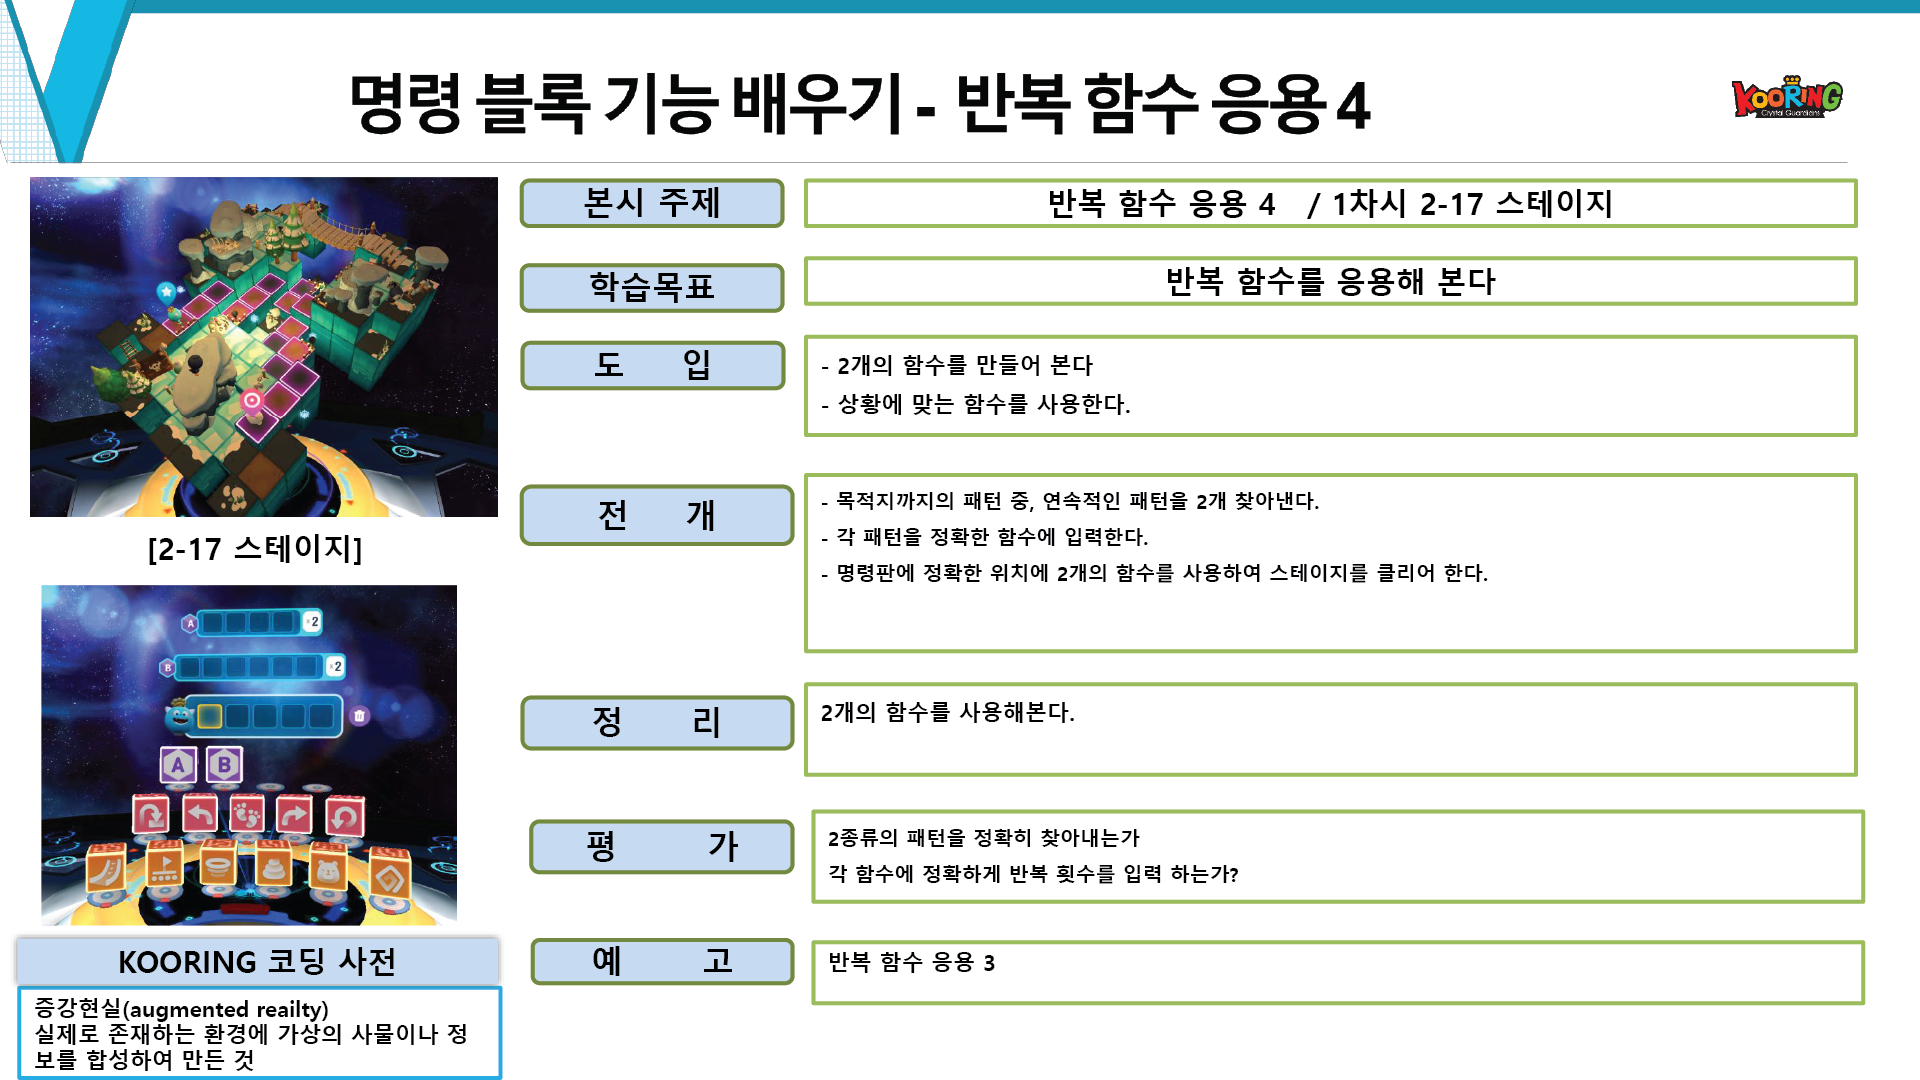 명령 블록 기능 배우기 - 반복 함수 응용 4
KOORING
Crystal Guardians
본시 주제
반복 함수 응용 4 / 1차시 2-17 스테이지
학습목표
반복 함수를 응용해 본다
도 입
- 2개의 함수를 만들어 본다
- 상황에 맞는 함수를 사용한다.
전 개
- 목적지까지의 패턴 중, 연속적인 패턴을 2개 찾아낸다.
- 각 패턴을 정확한 함수에 입력한다.
- 명령판에 정확한 위치에 2개의 함수를 사용하여 스테이지를 클리어 한다.
[2-17 스테이지]
A ×2
B ×2
A B
정 리
2개의 함수를 사용해본다.
평 가
2종류의 패턴을 정확히 찾아내는가
각 함수에 정확하게 반복 횟수를 입력 하는가?
예 고
반복 함수 응용 3
KOORING 코딩 사전
증강현실(augmented reailty)
실제로 존재하는 환경에 가상의 사물이나 정
보를 합성하여 만든 것